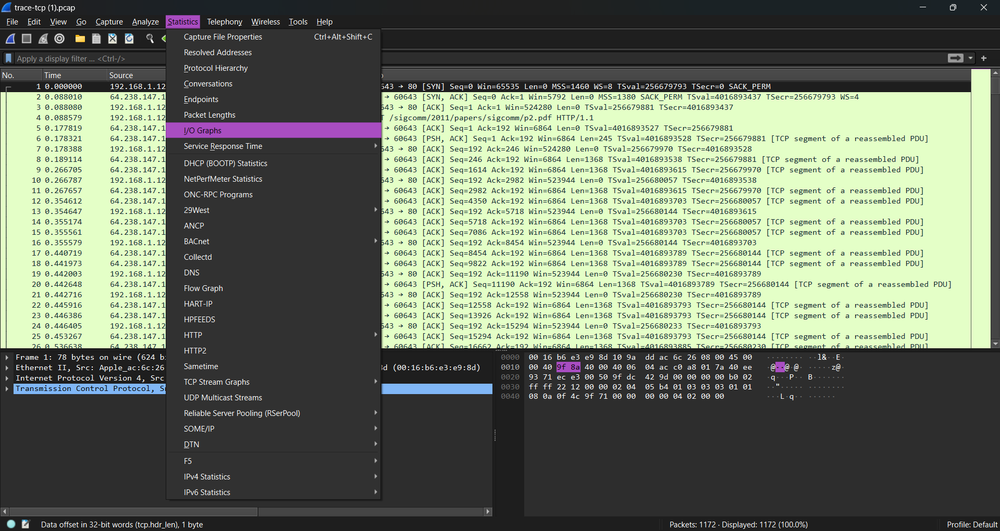 trace-tcp (1).pcap
File Edit View Go Capture Analyze Statistics Telephony Wireless Tools Help
Apply a display filter ... <Ctrl-/>
Capture File Properties Ctrl+Alt+Shift+C
Resolved Addresses
Protocol Hierarchy
Conversations
Endpoints
Packet Lengths
I/O Graphs
Service Response Time
DHCP (BOOTP) Statistics
NetPerfMeter Statistics
ONC-RPC Programs
29West
ANCP
BACnet
Collectd
DNS
Flow Graph
HART-IP
HPFEEDS
HTTP
HTTP2
Sametime
TCP Stream Graphs
UDP Multicast Streams
Reliable Server Pooling (RSerPool)
SOME/IP
DTN
F5
IPv4 Statistics
IPv6 Statistics
No. Time Source
1 0.000000 192.168.1.12 643 → 80 [SYN] Seq=0 Win=65535 Len=0 MSS=1460 WS=8 TSval=256679793 TSecr=0 SACK_PERM
2 0.088010 64.238.147.1 → 60643 [SYN, ACK] Seq=0 Ack=1 Win=5792 Len=0 MSS=1380 SACK_PERM TSval=4016893437 TSecr=256679793 WS=4
3 0.088080 192.168.1.12 643 → 80 [ACK] Seq=1 Ack=1 Win=524280 Len=0 TSval=256679881 TSecr=4016893437
4 0.088579 192.168.1.12 T /sigcomm/2011/papers/sigcomm/p2.pdf HTTP/1.1
5 0.177819 64.238.147.1 → 60643 [ACK] Seq=1 Ack=192 Win=6864 Len=0 TSval=4016893527 TSecr=256679881
6 0.178321 64.238.147.1 → 60643 [PSH, ACK] Seq=1 Ack=192 Win=6864 Len=245 TSval=4016893528 TSecr=256679881 [TCP segment of a reassembled PDU]
7 0.178388 192.168.1.12 643 → 80 [ACK] Seq=192 Ack=246 Win=524280 Len=0 TSval=256679970 TSecr=4016893528
8 0.189114 64.238.147.1 → 60643 [ACK] Seq=246 Ack=192 Win=6864 Len=1368 TSval=4016893538 TSecr=256679881 [TCP segment of a reassembled PDU]
9 0.266705 64.238.147.1 → 60643 [ACK] Seq=1614 Ack=192 Win=6864 Len=1368 TSval=4016893615 TSecr=256679970 [TCP segment of a reassembled PDU]
10 0.266787 192.168.1.12 643 → 80 [ACK] Seq=192 Ack=2982 Win=523944 Len=0 TSval=256680057 TSecr=4016893538
11 0.267657 64.238.147.1 → 60643 [ACK] Seq=2982 Ack=192 Win=6864 Len=1368 TSval=4016893615 TSecr=256679970 [TCP segment of a reassembled PDU]
12 0.354612 64.238.147.1 → 60643 [ACK] Seq=4350 Ack=192 Win=6864 Len=1368 TSval=4016893703 TSecr=256680057 [TCP segment of a reassembled PDU]
13 0.354647 192.168.1.12 643 → 80 [ACK] Seq=192 Ack=5718 Win=523944 Len=0 TSval=256680144 TSecr=4016893615
14 0.355174 64.238.147.1 → 60643 [ACK] Seq=5718 Ack=192 Win=6864 Len=1368 TSval=4016893703 TSecr=256680057 [TCP segment of a reassembled PDU]
15 0.355561 64.238.147.1 → 60643 [ACK] Seq=7086 Ack=192 Win=6864 Len=1368 TSval=4016893703 TSecr=256680057 [TCP segment of a reassembled PDU]
16 0.355579 192.168.1.12 643 → 80 [ACK] Seq=192 Ack=8454 Win=523944 Len=0 TSval=256680144 TSecr=4016893703
17 0.440719 64.238.147.1 → 60643 [ACK] Seq=8454 Ack=192 Win=6864 Len=1368 TSval=4016893789 TSecr=256680144 [TCP segment of a reassembled PDU]
18 0.441973 64.238.147.1 → 60643 [ACK] Seq=9822 Ack=192 Win=6864 Len=1368 TSval=4016893789 TSecr=256680144 [TCP segment of a reassembled PDU]
19 0.442003 192.168.1.12 643 → 80 [ACK] Seq=192 Ack=11190 Win=523944 Len=0 TSval=256680230 TSecr=4016893789
20 0.442648 64.238.147.1 → 60643 [PSH, ACK] Seq=11190 Ack=192 Win=6864 Len=1368 TSval=4016893789 TSecr=256680144 [TCP segment of a reassembled PDU]
21 0.442716 192.168.1.12 643 → 80 [ACK] Seq=192 Ack=12558 Win=523944 Len=0 TSval=256680230 TSecr=4016893789
22 0.445916 64.238.147.1 → 60643 [ACK] Seq=12558 Ack=192 Win=6864 Len=1368 TSval=4016893793 TSecr=256680144 [TCP segment of a reassembled PDU]
23 0.446386 64.238.147.1 → 60643 [ACK] Seq=13926 Ack=192 Win=6864 Len=1368 TSval=4016893793 TSecr=256680144 [TCP segment of a reassembled PDU]
24 0.446405 192.168.1.12 643 → 80 [ACK] Seq=192 Ack=15294 Win=523944 Len=0 TSval=256680233 TSecr=4016893793
25 0.453267 64.238.147.1 → 60643 [ACK] Seq=15294 Ack=192 Win=6864 Len=1368 TSval=4016893793 TSecr=256680144 [TCP segment of a reassembled PDU]
26 0.536638 64.238.147.1 → 60643 [ACK] Seq=16662 Ack=192 Win=6864 Len=1368 TSval=4016893885 TSecr=256680230 [TCP segment of a reassembled PDU]
Frame 1: 78 bytes on wire (624 bi
Ethernet II, Src: Apple_ac:6c:26 8d (00:16:b6:e3:e9:8d)
Internet Protocol Version 4, Src
Transmission Control Protocol, Sr
0000 00 16 b6 e3 e9 8d 10 9a dd ac 6c 26 08 00 45 00 ········ ··l&··E·
0010 00 40 9f 8a 40 00 40 06 04 ac c0 a8 01 7a 40 ee ·@··@·@· ·····z@·
0020 93 71 ec e3 00 50 9f dc 42 9d 00 00 00 00 b0 02 ·q···P·· B·······
0030 ff ff 22 12 00 00 02 04 05 b4 01 03 03 03 01 01 ··"····· ········
0040 08 0a 0f 4c 9f 71 00 00 00 00 04 02 00 00 ···L·q·· ······
Data offset in 32-bit words (tcp.hdr_len), 1 byte
Packets: 1172 · Displayed: 1172 (100.0%)
Profile: Default